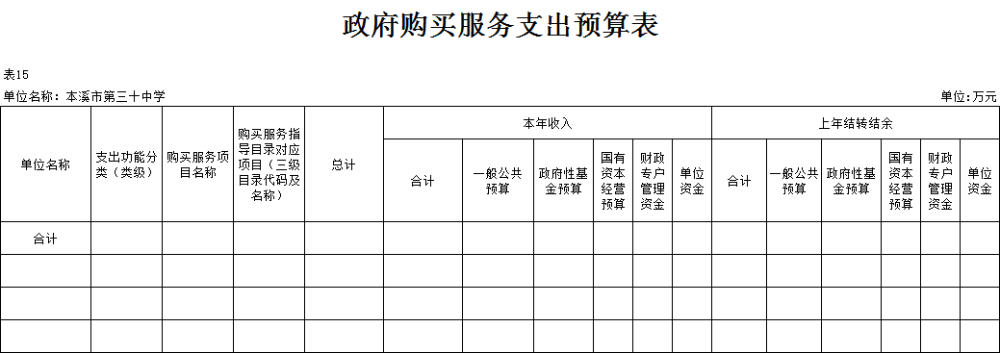 政府购买服务支出预算表
表15
单位名称：本溪市第三十中学 单位:万元
单位名称
支出功能分
类（类级）
购买服务项
目名称
购买服务指
导目录对应
项目（三级
目录代码及
名称）
总计
本年收入
上年结转结余
合计
一般公共
预算
政府性基
金预算
国有
资本
经营
预算
财政
专户
管理
资金
单位
资金
合计
一般公共
预算
政府性基
金预算
国有
资本
经营
预算
财政
专户
管理
资金
单位
资金
合计